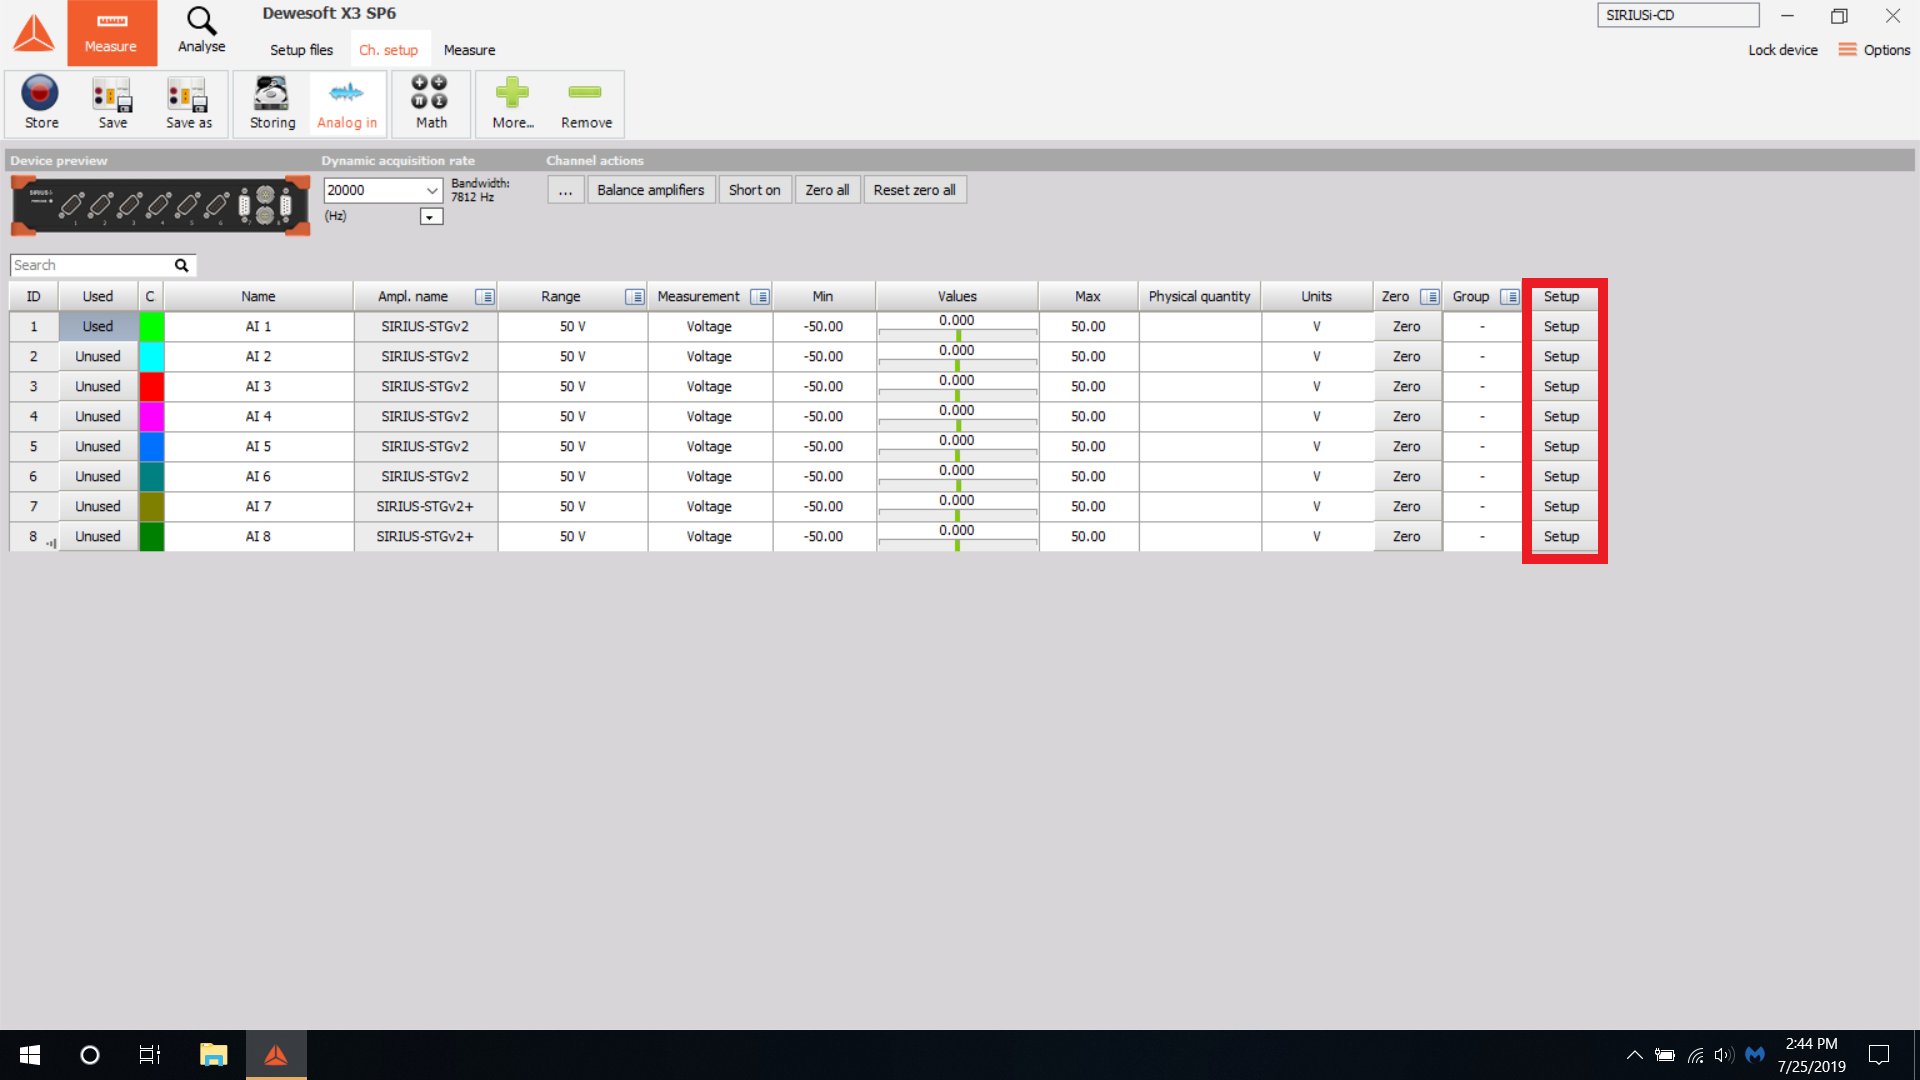 Dewesoft X3 SP6
SIRIUSi-CD
Measure
Analyse
Setup files
Ch. setup
Measure
Lock device
Options
Store
Save
Save as
Storing
Analog in
Math
More...
Remove
Device preview
Dynamic acquisition rate
Channel actions
20000
(Hz)
Bandwidth:
7812 Hz
...
Balance amplifiers
Short on
Zero all
Reset zero all
Search
ID Used C. Name Ampl. name Range Measurement Min Values Max Physical quantity Units Zero Group Setup
1 Used AI 1 SIRIUS-STGv2 50 V Voltage -50.00 0.000 50.00 V Zero - Setup
2 Unused AI 2 SIRIUS-STGv2 50 V Voltage -50.00 0.000 50.00 V Zero - Setup
3 Unused AI 3 SIRIUS-STGv2 50 V Voltage -50.00 0.000 50.00 V Zero - Setup
4 Unused AI 4 SIRIUS-STGv2 50 V Voltage -50.00 0.000 50.00 V Zero - Setup
5 Unused AI 5 SIRIUS-STGv2 50 V Voltage -50.00 0.000 50.00 V Zero - Setup
6 Unused AI 6 SIRIUS-STGv2 50 V Voltage -50.00 0.000 50.00 V Zero - Setup
7 Unused AI 7 SIRIUS-STGv2+ 50 V Voltage -50.00 0.000 50.00 V Zero - Setup
8 Unused AI 8 SIRIUS-STGv2+ 50 V Voltage -50.00 0.000 50.00 V Zero - Setup
2:44 PM
7/25/2019